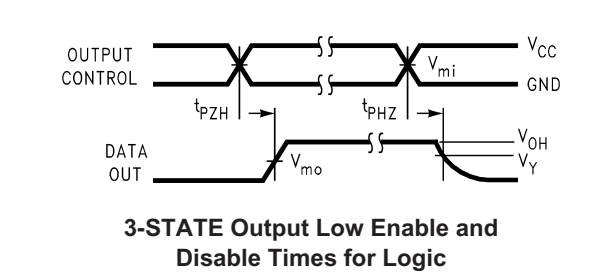 OUTPUT
CONTROL
V_CC
V_mi
GND
t_PZH
t_PHZ
DATA
OUT
V_mo
V_OH
V_Y
3-STATE Output Low Enable and
Disable Times for Logic